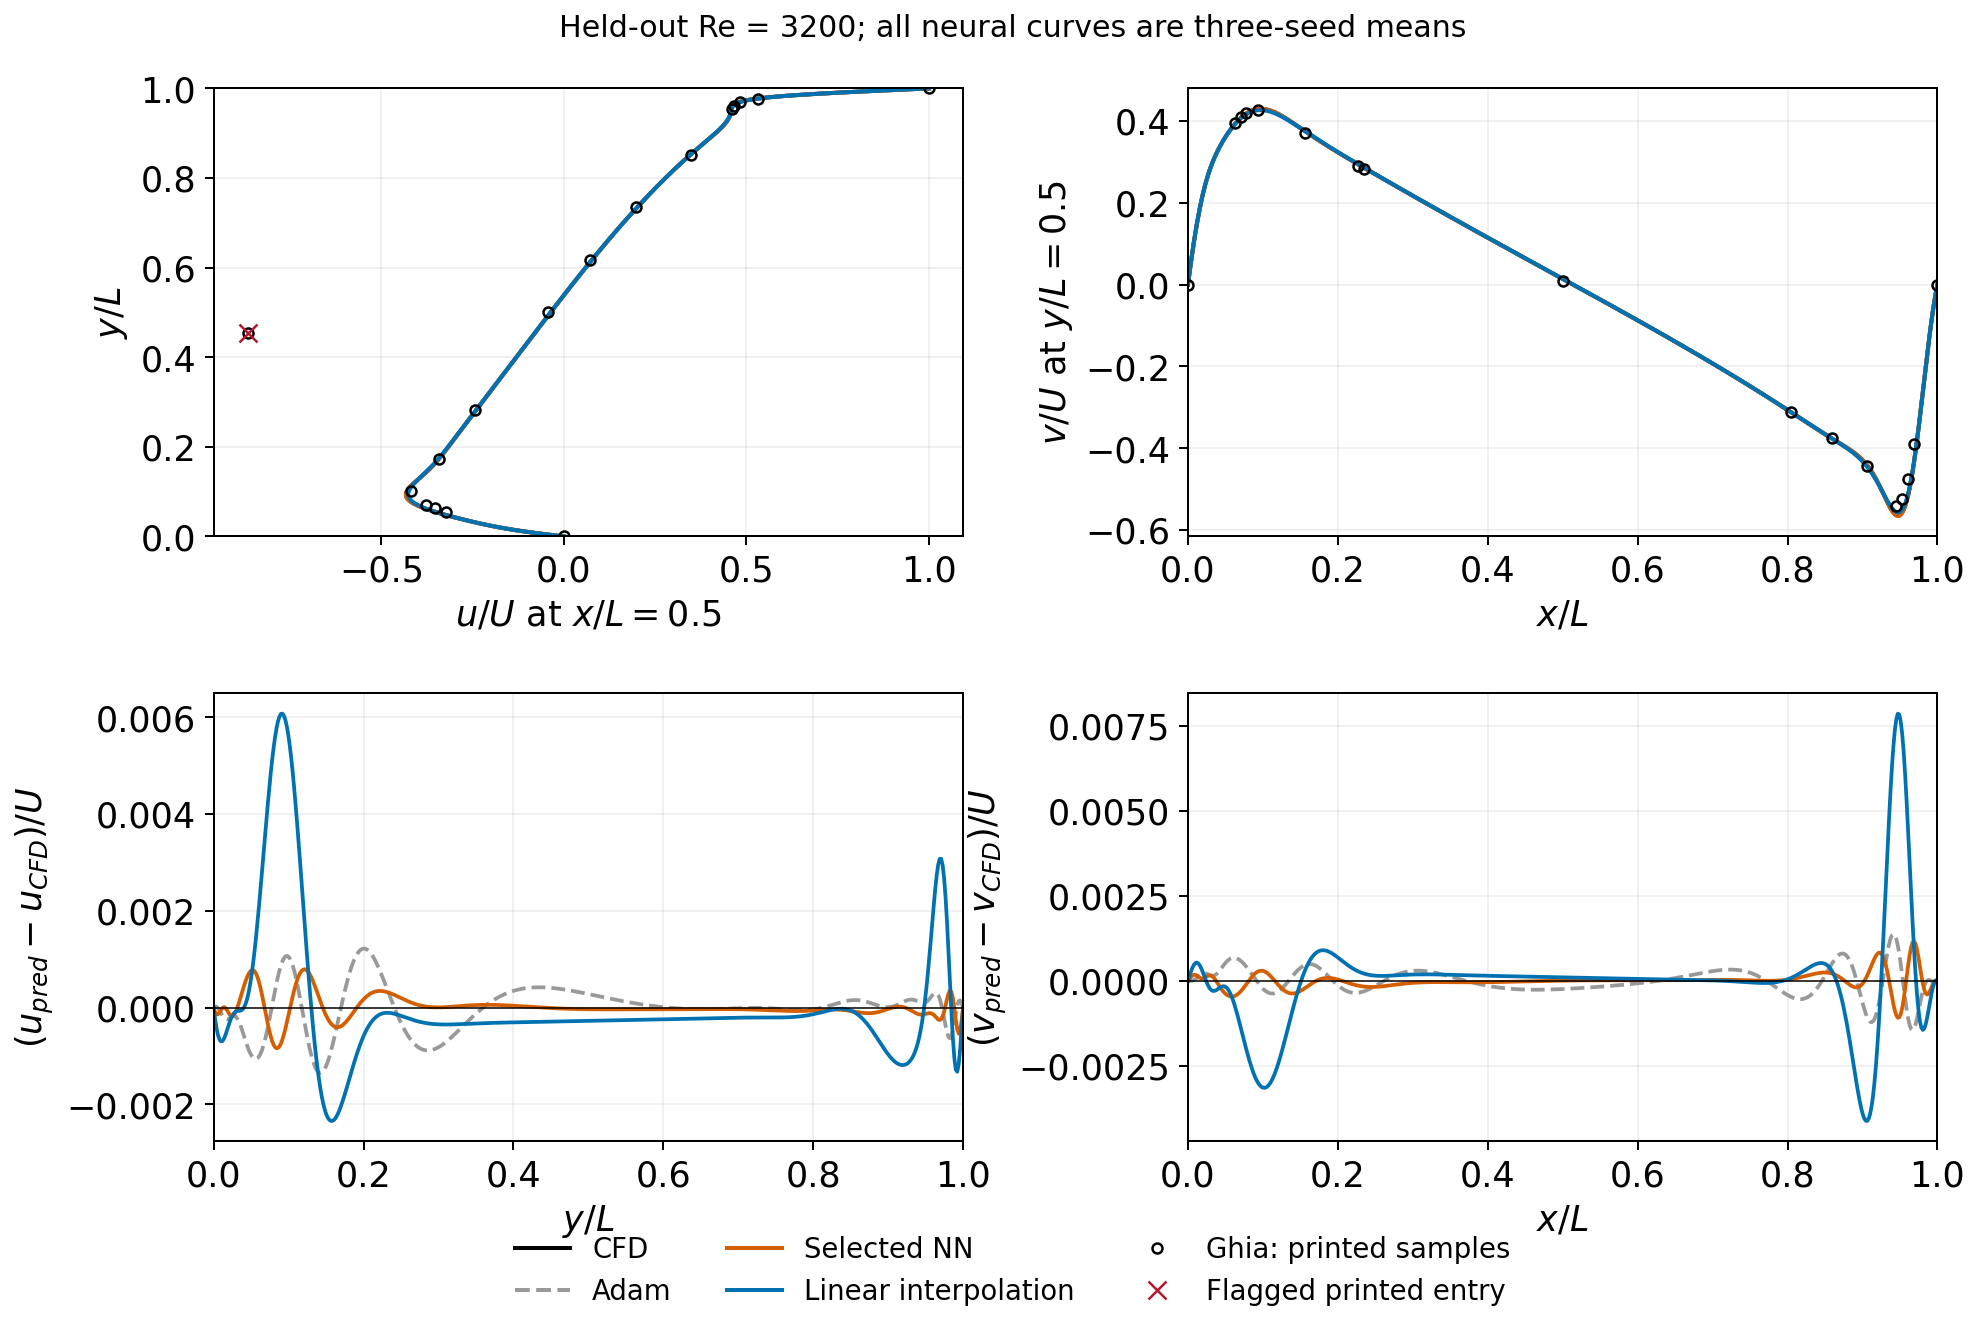 Held-out Re = 3200; all neural curves are three-seed means
1.0
0.8
0.6
0.4
0.2
0.0
y/L
−0.5 0.0 0.5 1.0
u/U at x/L = 0.5
0.4
0.2
0.0
−0.2
−0.4
−0.6
v/U at y/L = 0.5
0.0 0.2 0.4 0.6 0.8 1.0
x/L
0.006
0.004
0.002
0.000
−0.002
(u_pred − u_CFD)/U
0.0 0.2 0.4 0.6 0.8 1.0
y/L
0.0075
0.0050
0.0025
0.0000
−0.0025
(v_pred − v_CFD)/U
0.0 0.2 0.4 0.6 0.8 1.0
x/L
CFD
Adam
Selected NN
Linear interpolation
Ghia: printed samples
Flagged printed entry